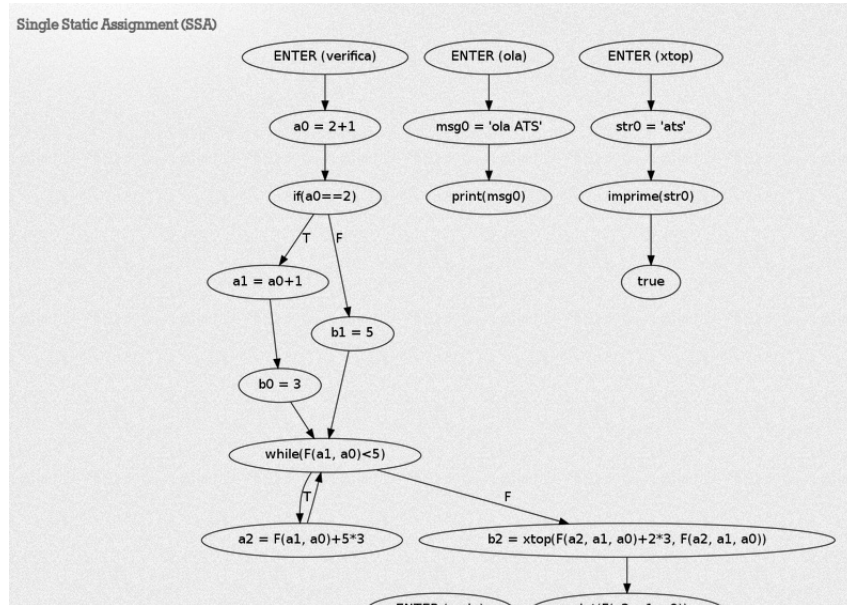 Single Static Assignment (SSA)
ENTER (verifica)
ENTER (ola)
ENTER (xtop)
a0 = 2+1
msg0 = 'ola ATS'
str0 = 'ats'
if(a0==2)
print(msg0)
imprime(str0)
T
F
a1 = a0+1
true
b1 = 5
b0 = 3
while(F(a1, a0)<5)
T
F
a2 = F(a1, a0)+5*3
b2 = xtop(F(a2, a1, a0)+2*3, F(a2, a1, a0))